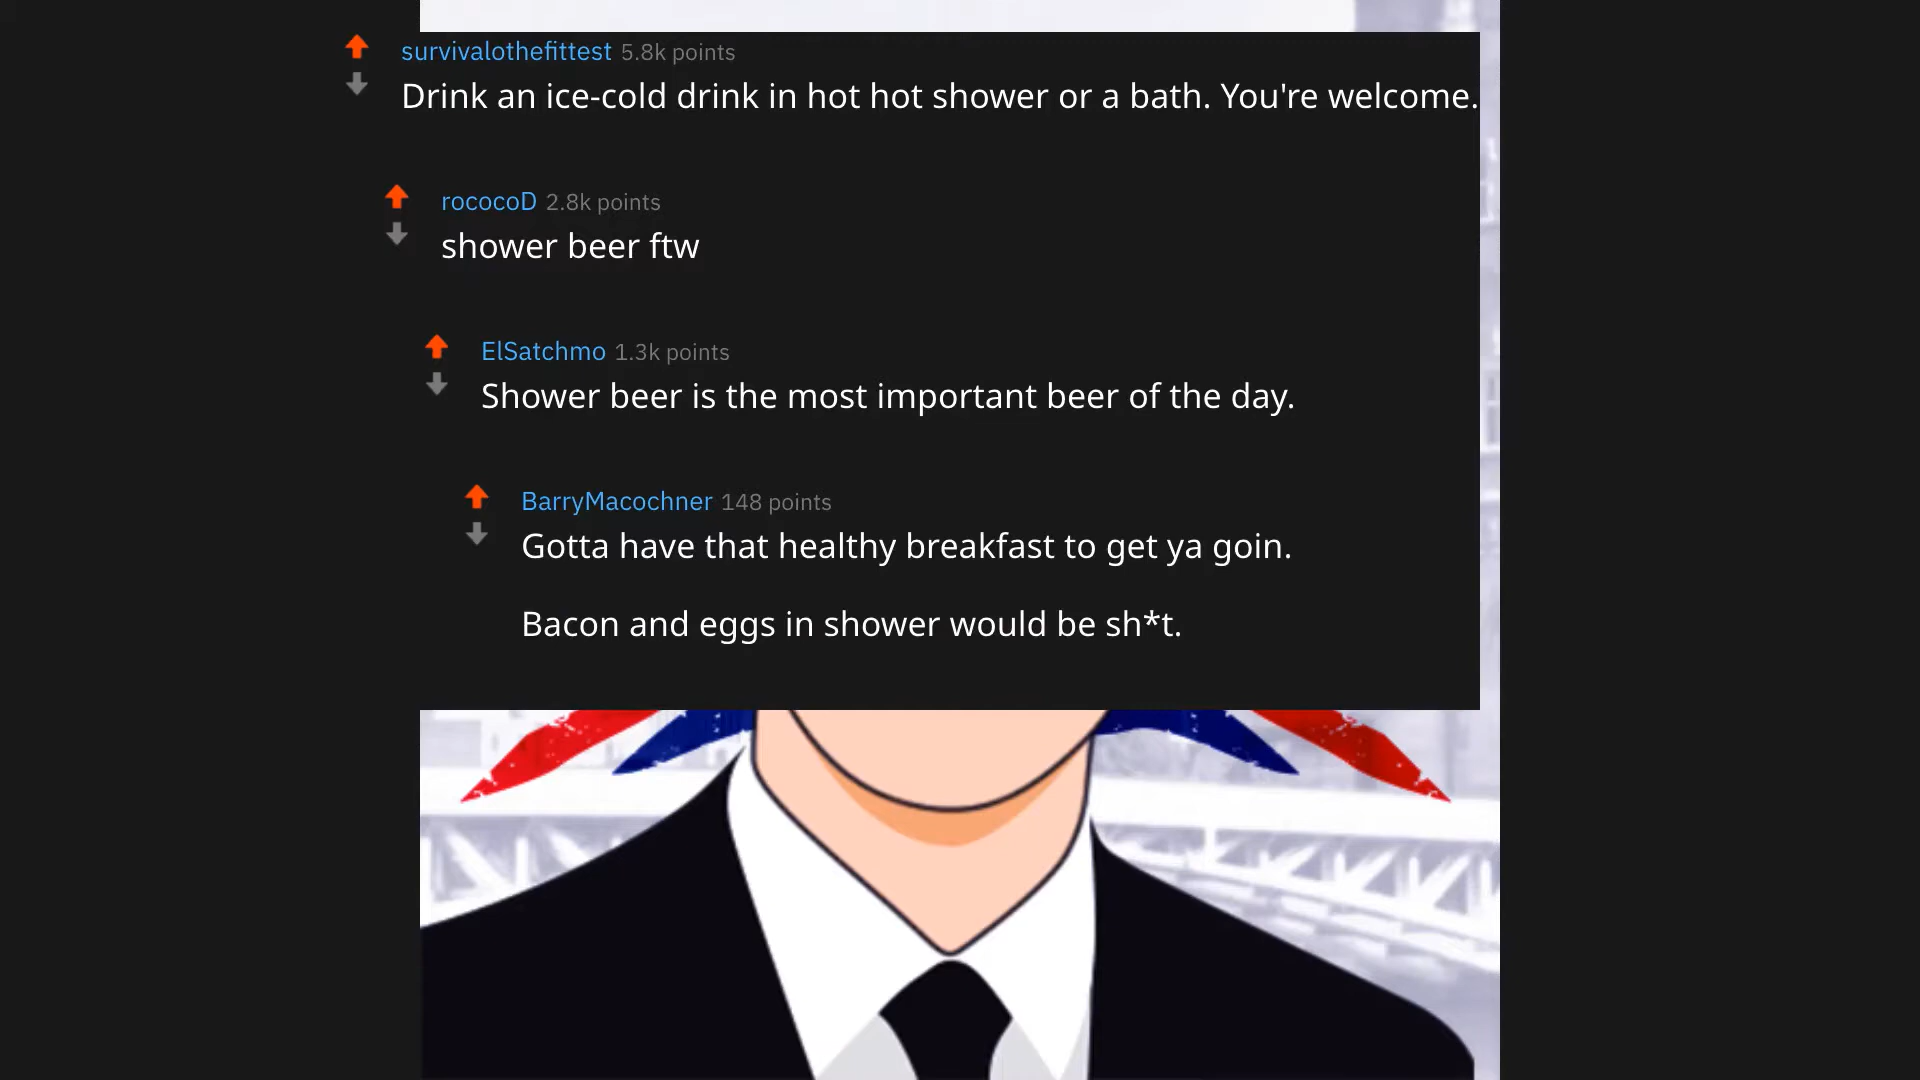 survivalothefittest 5.8k points
Drink an ice-cold drink in hot hot shower or a bath. You're welcome.
rococoD 2.8k points
shower beer ftw
ElSatchmo 1.3k points
Shower beer is the most important beer of the day.
BarryMacochner 148 points
Gotta have that healthy breakfast to get ya goin.
Bacon and eggs in shower would be sh*t.